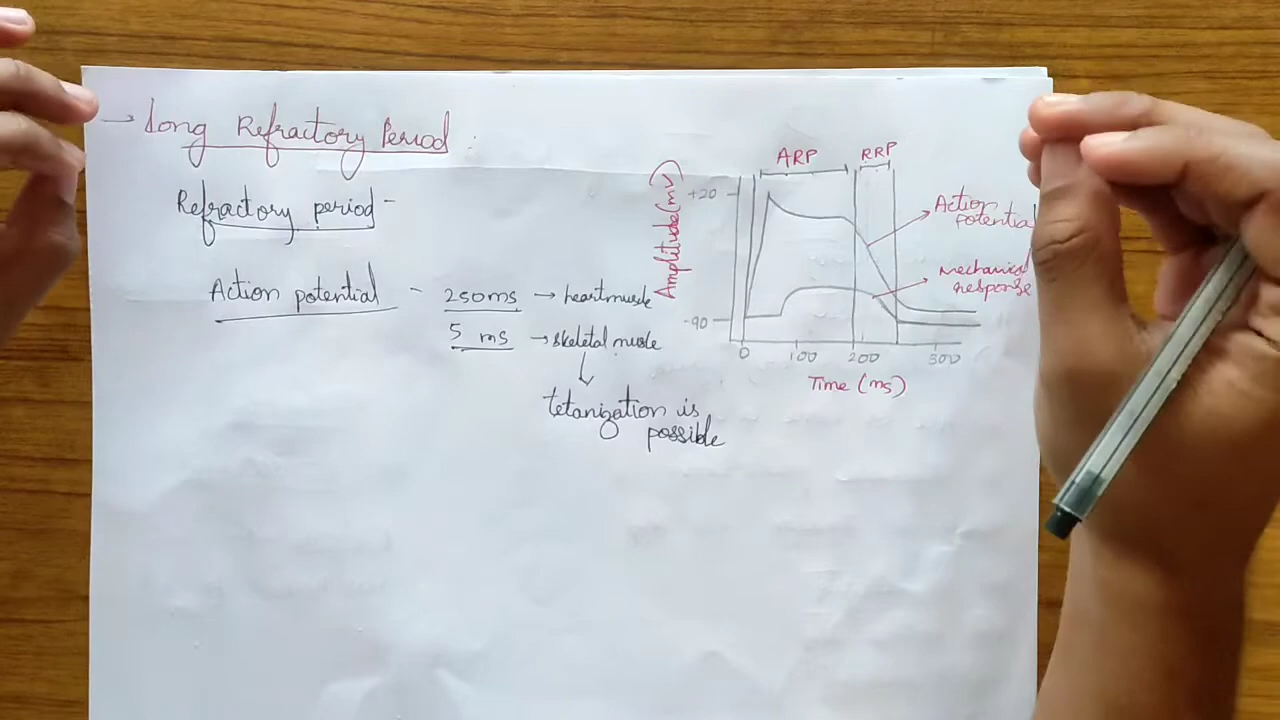 → Long Refractory Period :
Refractory period -
Action potential - 250ms → heart muscle
5 ms → skeletal muscle
↓
tetanization is
possible
ARP RRP
Amplitude (mv)
+20
-90
Action
potential
Mechanical
response
0 100 200 300
Time (ms)